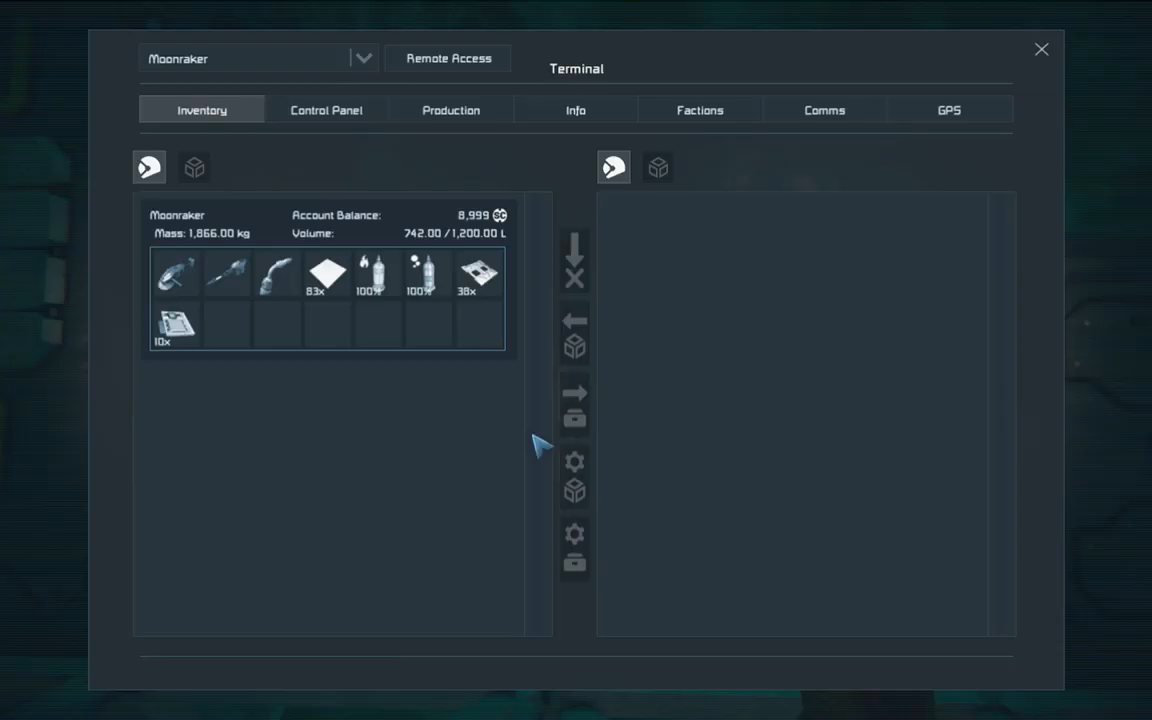 Moonraker
Remote Access
Terminal
Inventory
Control Panel
Production
Info
Factions
Comms
GPS
Moonraker
Account Balance: 8,999 SC
Mass: 1,866.00 kg
Volume: 742.00 / 1,200.00 L
83x
100%
100%
38x
10x